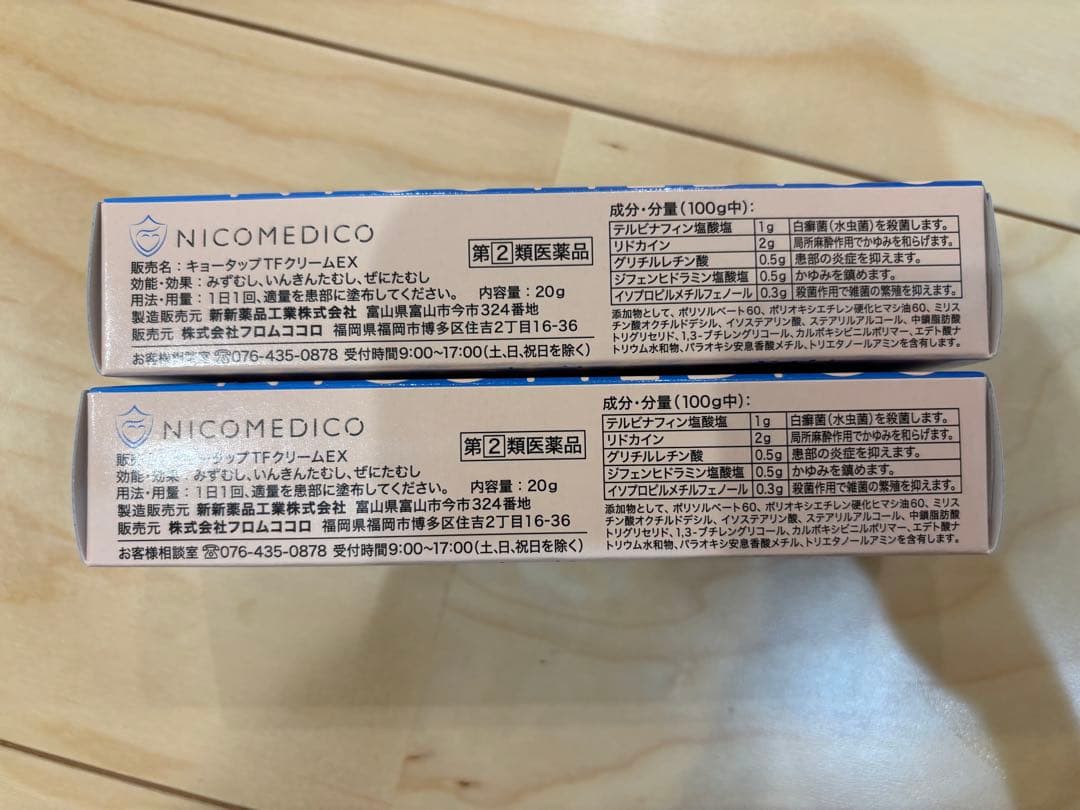 NICOMEDICO
第②類医薬品
販売名：キョータップTFクリームEX
効能・効果：みずむし、いんきんたむし、ぜにたむし
用法・用量：1日1回、適量を患部に塗布してください。 内容量：20g
製造販売元 新新薬品工業株式会社 富山県富山市今市324番地
販売元 株式会社フロムココロ 福岡県福岡市博多区住吉2丁目16-36
お客様相談室☏076-435-0878 受付時間9:00~17:00(土、日、祝日を除く)
成分・分量(100g中)：
テルビナフィン塩酸塩 1g 白癬菌(水虫菌)を殺菌します。
リドカイン 2g 局所麻酔作用でかゆみを和らげます。
グリチルレチン酸 0.5g 患部の炎症を抑えます。
ジフェンヒドラミン塩酸塩 0.5g かゆみを鎮めます。
イソプロピルメチルフェノール 0.3g 殺菌作用で雑菌の繁殖を抑えます。
添加物として、ポリソルベート60、ポリオキシエチレン硬化ヒマシ油60、ミリス
チン酸オクチルドデシル、イソステアリン酸、ステアリルアルコール、中鎖脂肪酸
トリグリセリド、1,3-ブチレングリコール、カルボキシビニルポリマー、エデト酸ナ
トリウム水和物、パラオキシ安息香酸メチル、トリエタノールアミンを含有します。
NICOMEDICO
第②類医薬品
販 ータップTFクリームEX
効能・効果：みずむし、いんきんたむし、ぜにたむし
用法・用量：1日1回、適量を患部に塗布してください。 内容量：20g
製造販売元 新新薬品工業株式会社 富山県富山市今市324番地
販売元 株式会社フロムココロ 福岡県福岡市博多区住吉2丁目16-36
お客様相談室☏076-435-0878 受付時間9:00~17:00(土、日、祝日を除く)
成分・分量(100g中)：
テルビナフィン塩酸塩 1g 白癬菌(水虫菌)を殺菌します。
リドカイン 2g 局所麻酔作用でかゆみを和らげます。
グリチルレチン酸 0.5g 患部の炎症を抑えます。
ジフェンヒドラミン塩酸塩 0.5g かゆみを鎮めます。
イソプロピルメチルフェノール 0.3g 殺菌作用で雑菌の繁殖を抑えます。
添加物として、ポリソルベート60、ポリオキシエチレン硬化ヒマシ油60、ミリス
チン酸オクチルドデシル、イソステアリン酸、ステアリルアルコール、中鎖脂肪酸
トリグリセリド、1,3-ブチレングリコール、カルボキシビニルポリマー、エデト酸ナ
トリウム水和物、パラオキシ安息香酸メチル、トリエタノールアミンを含有します。